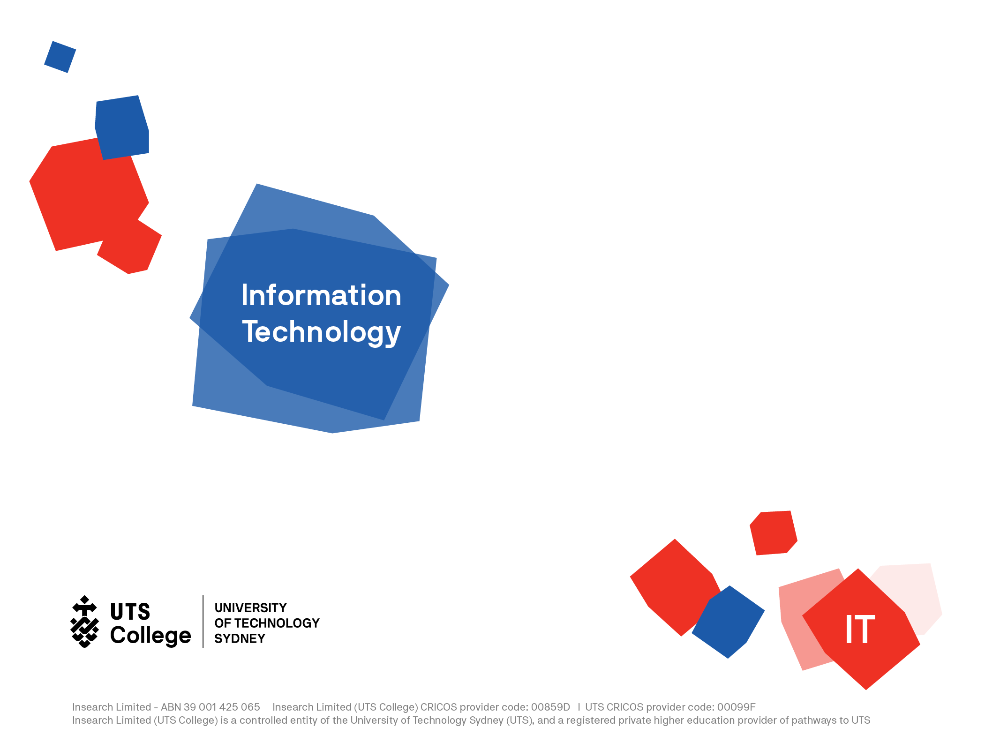 Information
Technology
IT
UTS
College
UNIVERSITY
OF TECHNOLOGY
SYDNEY
Insearch Limited - ABN 39 001 425 065 Insearch Limited (UTS College) CRICOS provider code: 00859D I UTS CRICOS provider code: 00099F
Insearch Limited (UTS College) is a controlled entity of the University of Technology Sydney (UTS), and a registered private higher education provider of pathways to UTS